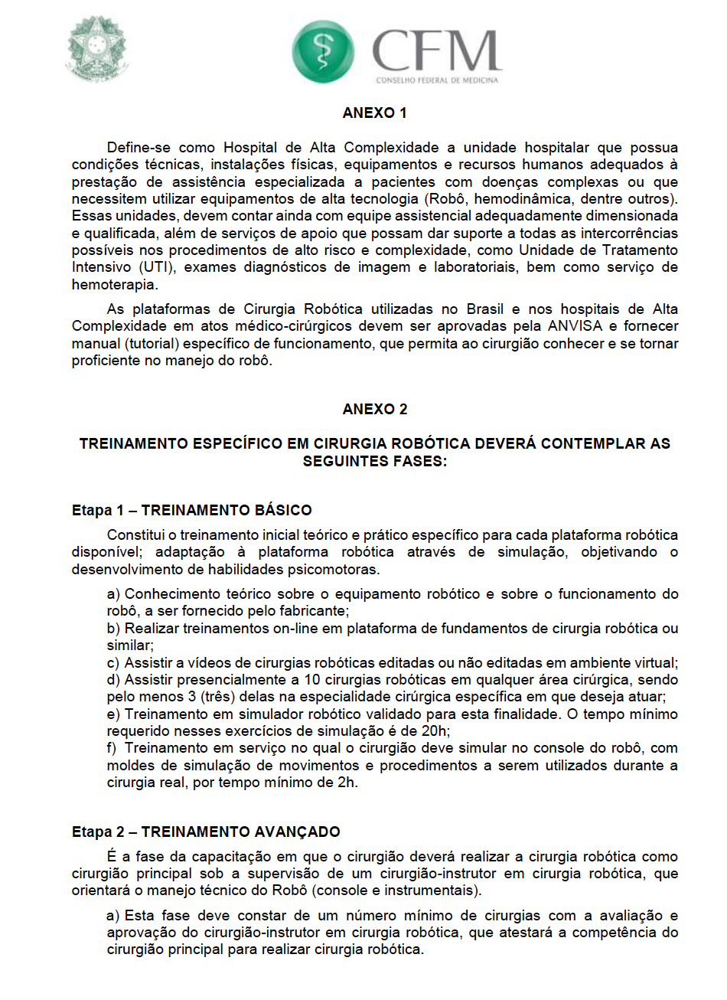 CFM
CONSELHO FEDERAL DE MEDICINA
ANEXO 1
Define-se como Hospital de Alta Complexidade a unidade hospitalar que possua
condições técnicas, instalações físicas, equipamentos e recursos humanos adequados à
prestação de assistência especializada a pacientes com doenças complexas ou que
necessitem utilizar equipamentos de alta tecnologia (Robô, hemodinâmica, dentre outros).
Essas unidades, devem contar ainda com equipe assistencial adequadamente dimensionada
e qualificada, além de serviços de apoio que possam dar suporte a todas as intercorrências
possíveis nos procedimentos de alto risco e complexidade, como Unidade de Tratamento
Intensivo (UTI), exames diagnósticos de imagem e laboratoriais, bem como serviço de
hemoterapia.
As plataformas de Cirurgia Robótica utilizadas no Brasil e nos hospitais de Alta
Complexidade em atos médico-cirúrgicos devem ser aprovadas pela ANVISA e fornecer
manual (tutorial) específico de funcionamento, que permita ao cirurgião conhecer e se tornar
proficiente no manejo do robô.
ANEXO 2
TREINAMENTO ESPECÍFICO EM CIRURGIA ROBÓTICA DEVERÁ CONTEMPLAR AS
SEGUINTES FASES:
Etapa 1 – TREINAMENTO BÁSICO
Constitui o treinamento inicial teórico e prático específico para cada plataforma robótica
disponível; adaptação à plataforma robótica através de simulação, objetivando o
desenvolvimento de habilidades psicomotoras.
a) Conhecimento teórico sobre o equipamento robótico e sobre o funcionamento do
robô, a ser fornecido pelo fabricante;
b) Realizar treinamentos on-line em plataforma de fundamentos de cirurgia robótica ou
similar;
c) Assistir a vídeos de cirurgias robóticas editadas ou não editadas em ambiente virtual;
d) Assistir presencialmente a 10 cirurgias robóticas em qualquer área cirúrgica, sendo
pelo menos 3 (três) delas na especialidade cirúrgica específica em que deseja atuar;
e) Treinamento em simulador robótico validado para esta finalidade. O tempo mínimo
requerido nesses exercícios de simulação é de 20h;
f) Treinamento em serviço no qual o cirurgião deve simular no console do robô, com
moldes de simulação de movimentos e procedimentos a serem utilizados durante a
cirurgia real, por tempo mínimo de 2h.
Etapa 2 – TREINAMENTO AVANÇADO
É a fase da capacitação em que o cirurgião deverá realizar a cirurgia robótica como
cirurgião principal sob a supervisão de um cirurgião-instrutor em cirurgia robótica, que
orientará o manejo técnico do Robô (console e instrumentais).
a) Esta fase deve constar de um número mínimo de cirurgias com a avaliação e
aprovação do cirurgião-instrutor em cirurgia robótica, que atestará a competência do
cirurgião principal para realizar cirurgia robótica.